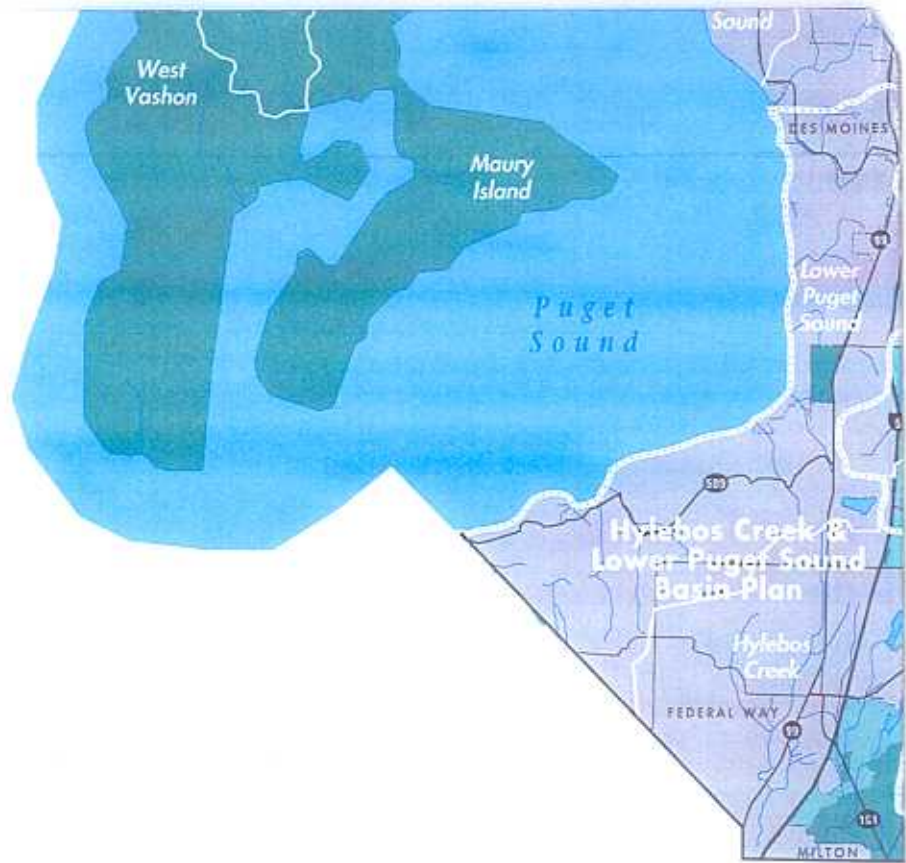 Sound
West
Vashon
DES MOINES
Maury
Island
Lower
Puget
Sound
Puget
Sound
509
Hylebos Creek &
Lower Puget Sound
Basin Plan
Hylebos
Creek
FEDERAL WAY
99
161
MILTON